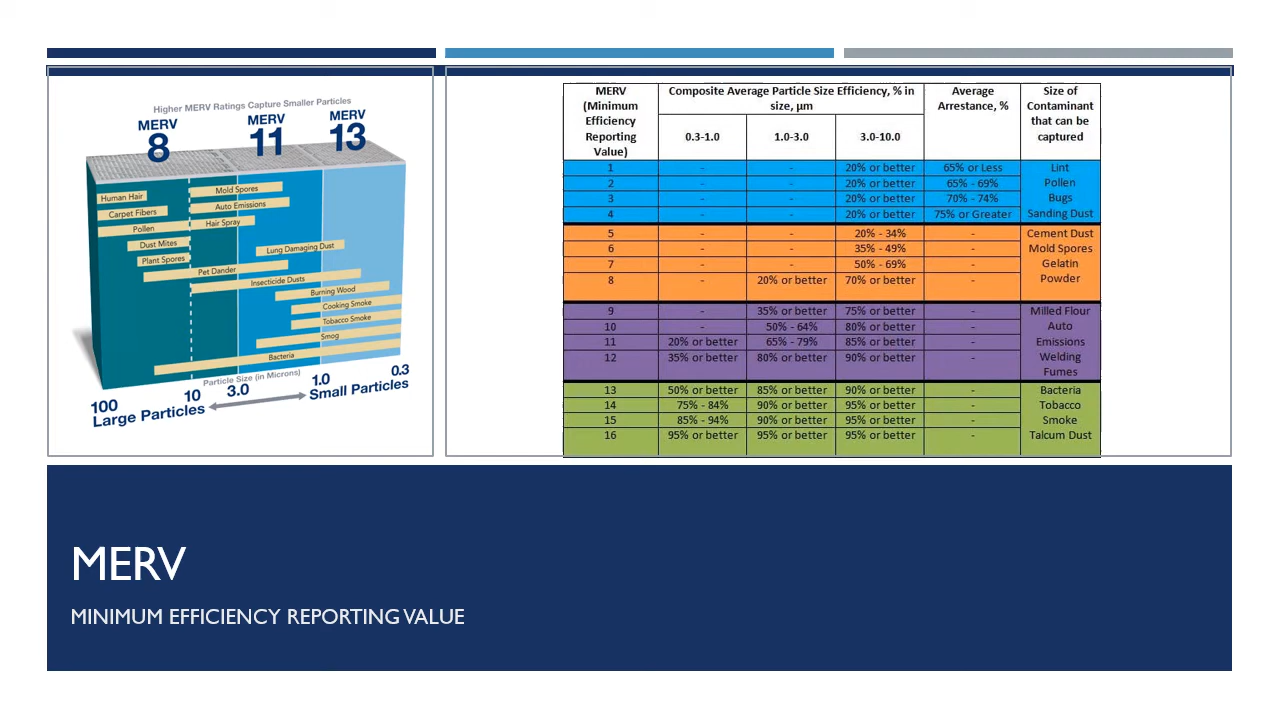 Higher MERV Ratings Capture Smaller Particles
MERV
8
MERV
11
MERV
13
Human Hair
Mold Spores
Carpet Fibers
Auto Emissions
Pollen
Hair Spray
Dust Mites
Lung Damaging Dust
Plant Spores
Pet Dander
Insecticide Dusts
Burning Wood
Cooking Smoke
Tobacco Smoke
Smog
Bacteria
Particle Size (in Microns)
100
10
3.0
1.0
0.3
Large Particles
Small Particles
MERV (Minimum Efficiency Reporting Value)
Composite Average Particle Size Efficiency, % in size, µm
Average Arrestance, %
Size of Contaminant that can be captured
0.3-1.0 1.0-3.0 3.0-10.0
1 - - 20% or better 65% or Less Lint
2 - - 20% or better 65% - 69% Pollen
3 - - 20% or better 70% - 74% Bugs
4 - - 20% or better 75% or Greater Sanding Dust
5 - - 20% - 34% - Cement Dust
6 - - 35% - 49% - Mold Spores
7 - - 50% - 69% - Gelatin
8 - 20% or better 70% or better - Powder
9 - 35% or better 75% or better - Milled Flour
10 - 50% - 64% 80% or better - Auto
11 20% or better 65% - 79% 85% or better - Emissions
12 35% or better 80% or better 90% or better - Welding
Fumes
13 50% or better 85% or better 90% or better - Bacteria
14 75% - 84% 90% or better 95% or better - Tobacco
15 85% - 94% 90% or better 95% or better - Smoke
16 95% or better 95% or better 95% or better - Talcum Dust
MERV
MINIMUM EFFICIENCY REPORTING VALUE